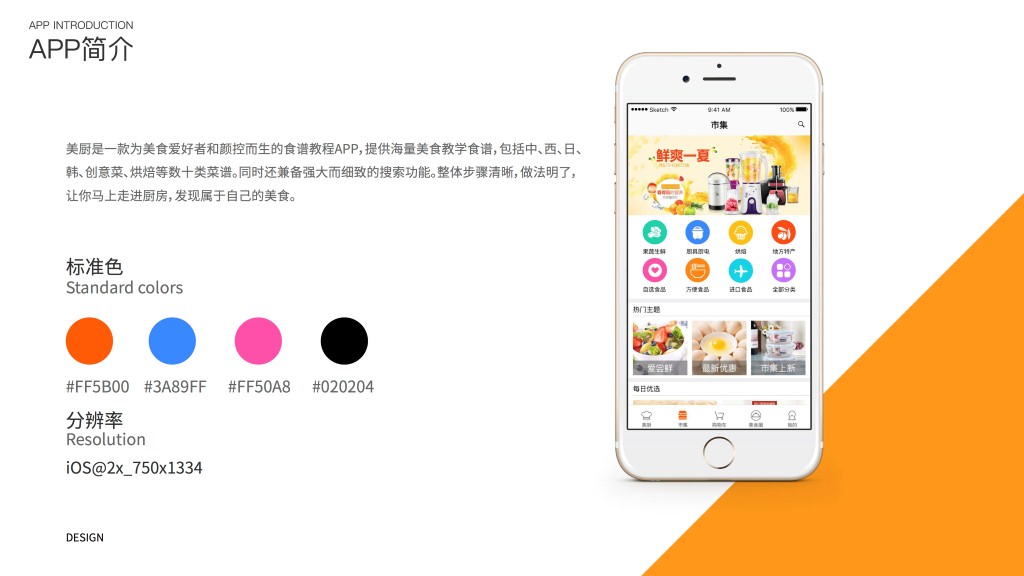 APP INTRODUCTION
APP简介
美厨是一款为美食爱好者和颜控而生的食谱教程APP，提供海量美食教学食谱，包括中、西、日、
韩、创意菜、烘焙等数十类菜谱。同时还兼备强大而细致的搜索功能。整体步骤清晰，做法明了，
让你马上走进厨房，发现属于自己的美食。
标准色
Standard colors
#FF5B00 #3A89FF #FF50A8 #020204
分辨率
Resolution
iOS@2x_750x1334
DESIGN
Sketch 9:41 AM 100%
市集
鲜爽一夏
果蔬生鲜 厨具厨电 烘焙 地方特产
自选食品 方便食品 进口食品 全部分类
热门主题
爱尝鲜 最新优惠 市集上新
每日优选
美厨 市集 购物车 美食圈 我的